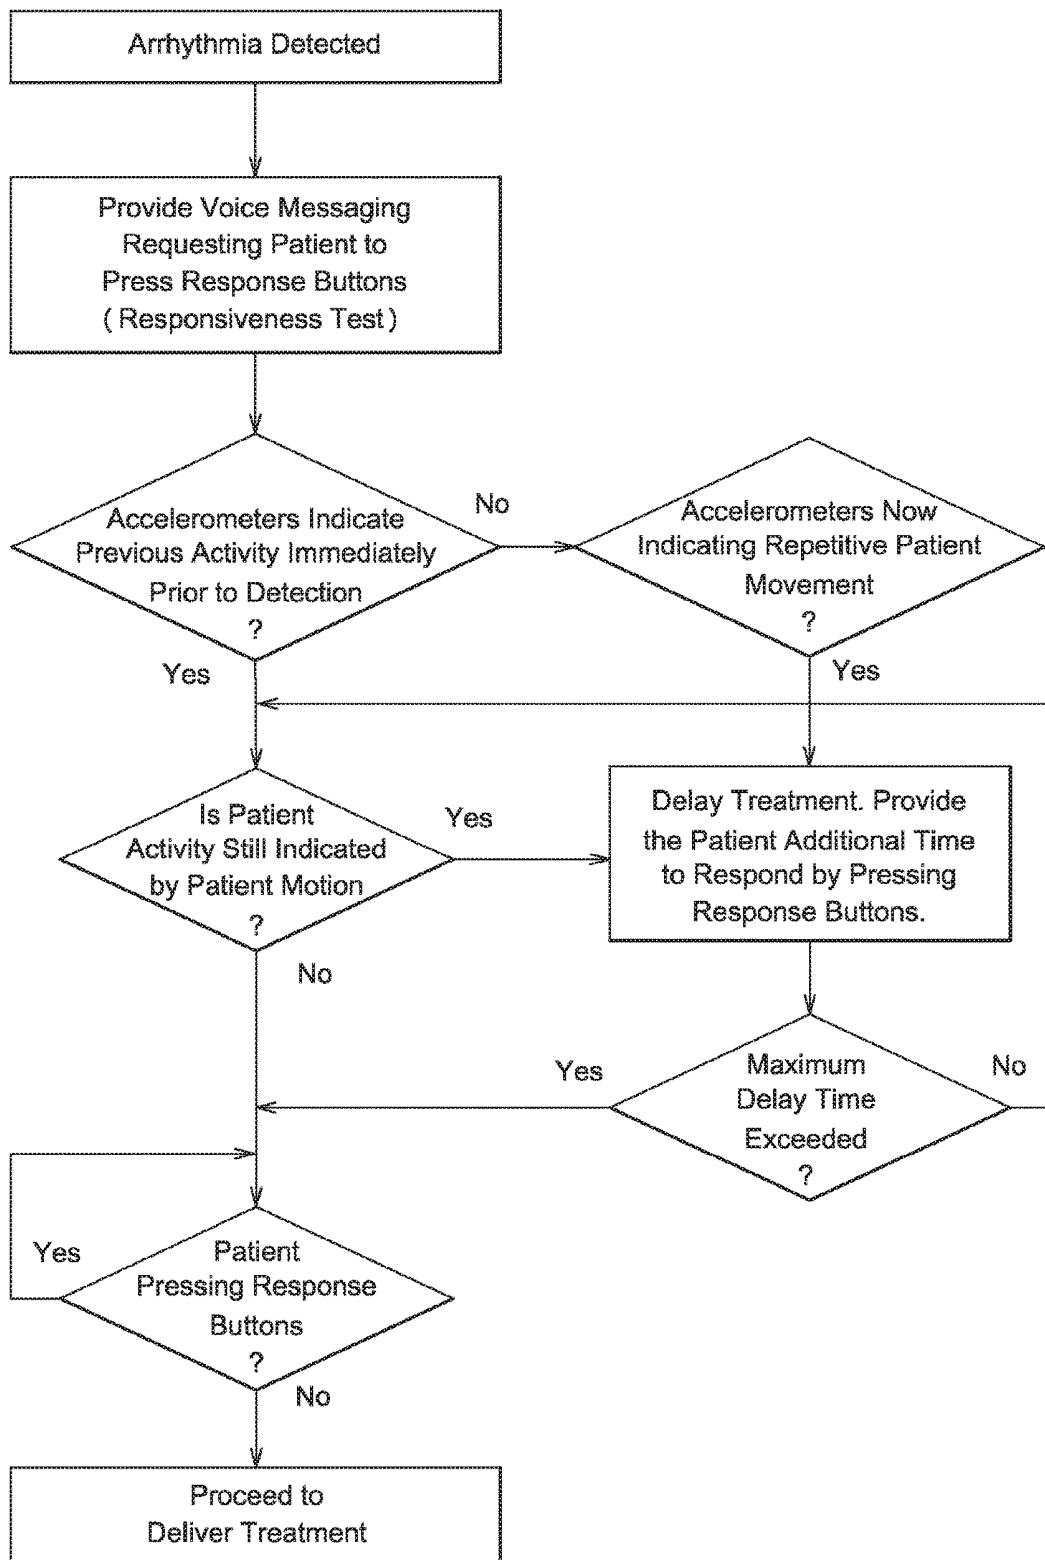 Arrhythmia Detected
Provide Voice Messaging
Requesting Patient to
Press Response Buttons
( Responsiveness Test )
Accelerometers Indicate
Previous Activity Immediately
Prior to Detection
?
No
Accelerometers Now
Indicating Repetitive Patient
Movement
?
Yes
Yes
Is Patient
Activity Still Indicated
by Patient Motion
?
Yes
No
Delay Treatment. Provide
the Patient Additional Time
to Respond by Pressing
Response Buttons.
Yes
Maximum
Delay Time
Exceeded
?
No
Yes
Patient
Pressing Response
Buttons
?
No
Proceed to
Deliver Treatment